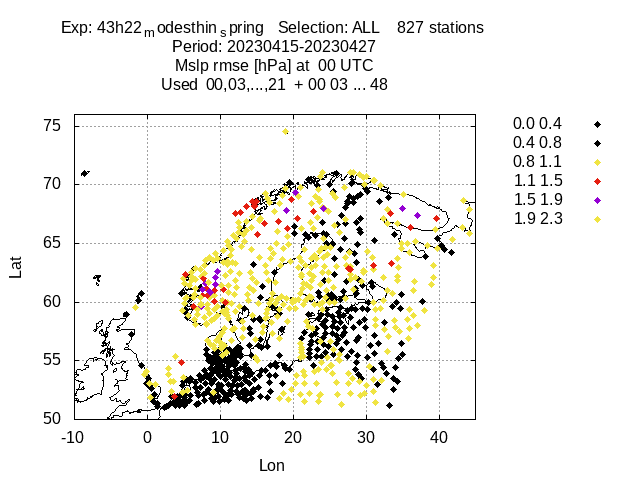 Exp: 43h22modesthinspring   Selection: ALL    827 stations
Period: 20230415-20230427
Mslp rmse [hPa] at  00 UTC
Used  00,03,...,21  + 00 03 ... 48
0.0 0.4
0.4 0.8
0.8 1.1
1.1 1.5
1.5 1.9
1.9 2.3
75
70
65
60
55
50
Lat
-10 0 10 20 30 40
Lon